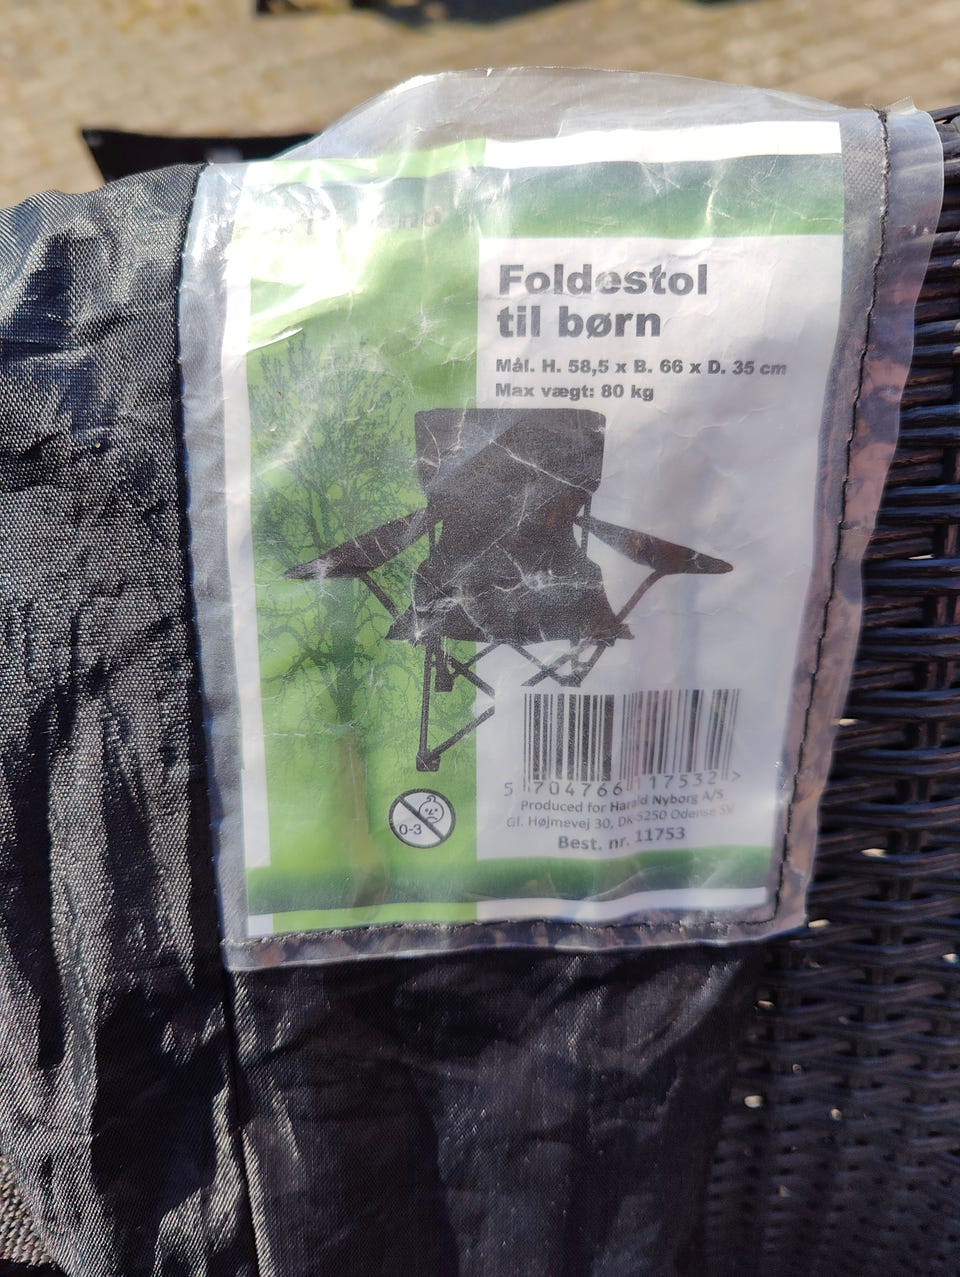 Foldestol
til børn
Mål. H. 58,5 x B. 66 x D. 35 cm
Max vægt: 80 kg
5 704766 117532 >
Produced for Harald Nyborg A/S
Gl. Højmevej 30, DK-5250 Odense SV
Best. nr. 11753
0-3